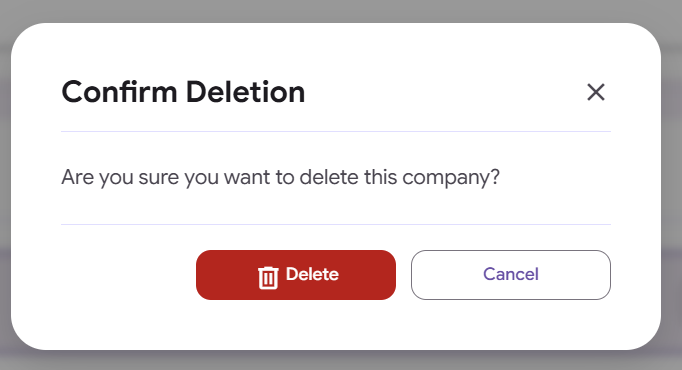 Confirm Deletion
Are you sure you want to delete this company?
Delete
Cancel